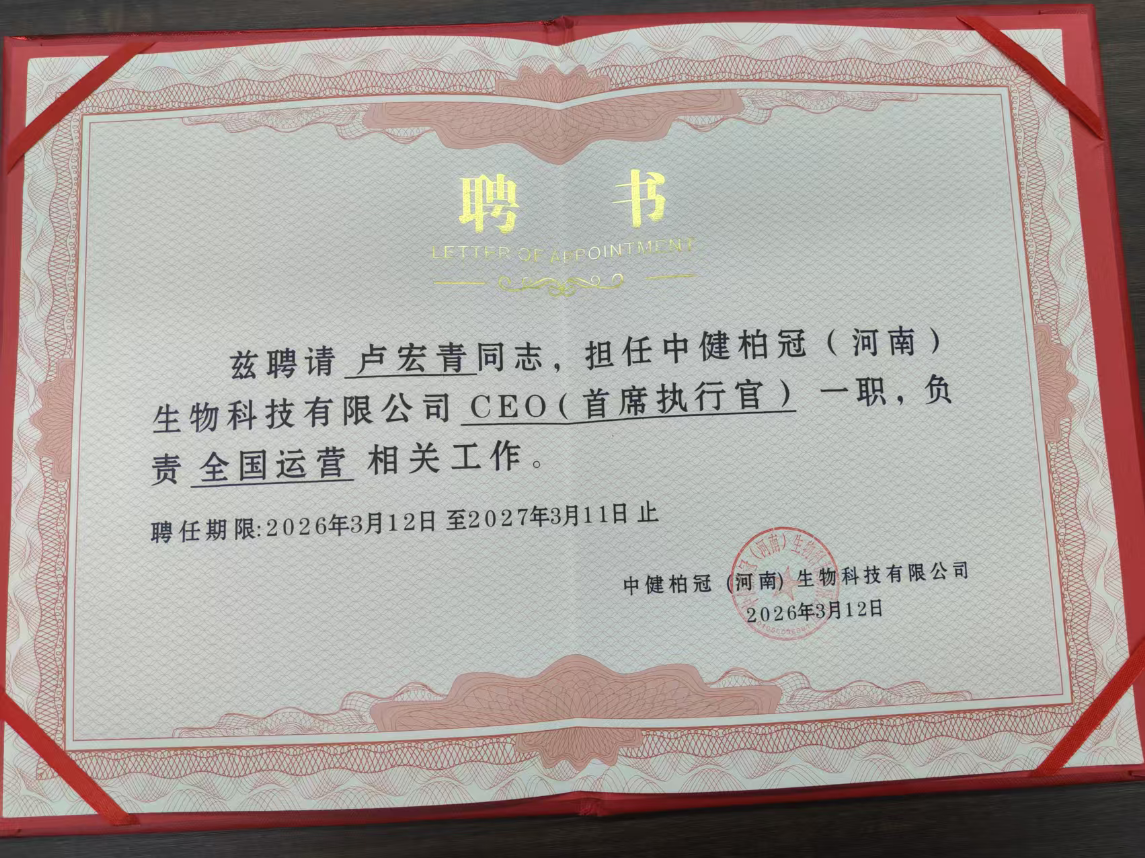 聘 书
LETTER OF APPOINTMENT
兹聘请 卢宏青同志，担任中健柏冠（河南）
生物科技有限公司 CEO（首席执行官） 一职，负
责 全国运营 相关工作。
聘任期限:2026年3月12日 至2027年3月11日 止
中健柏冠 (河南) 生物科技有限公司
2026年3月12日